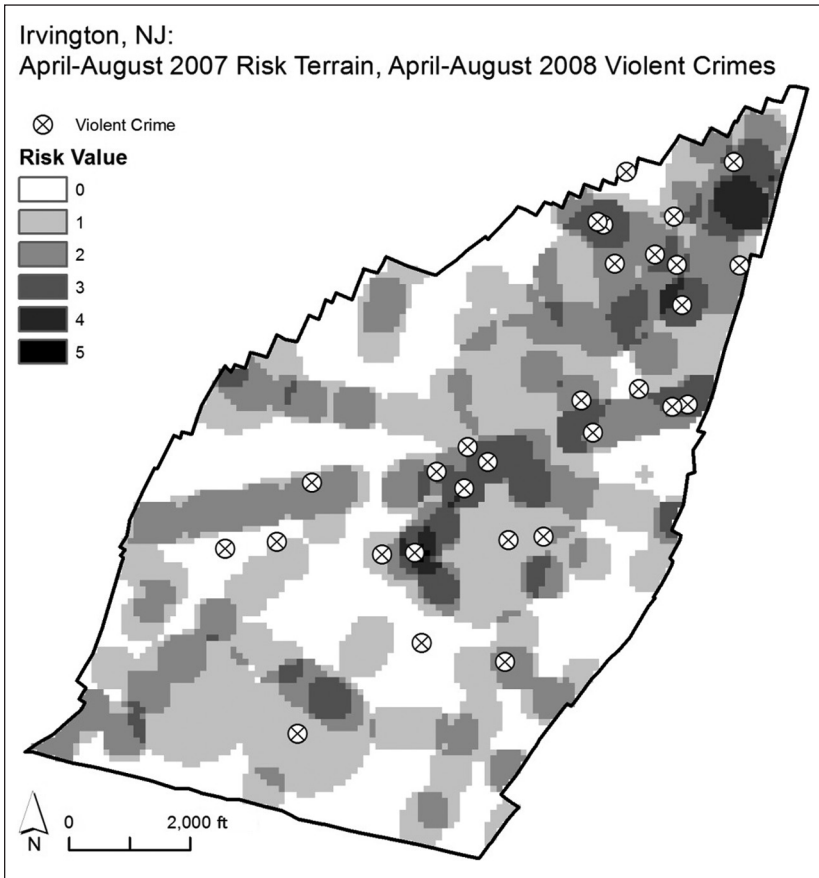 Irvington, NJ:
April-August 2007 Risk Terrain, April-August 2008 Violent Crimes
Violent Crime
Risk Value
0
1
2
3
4
5
0 2,000 ft
N